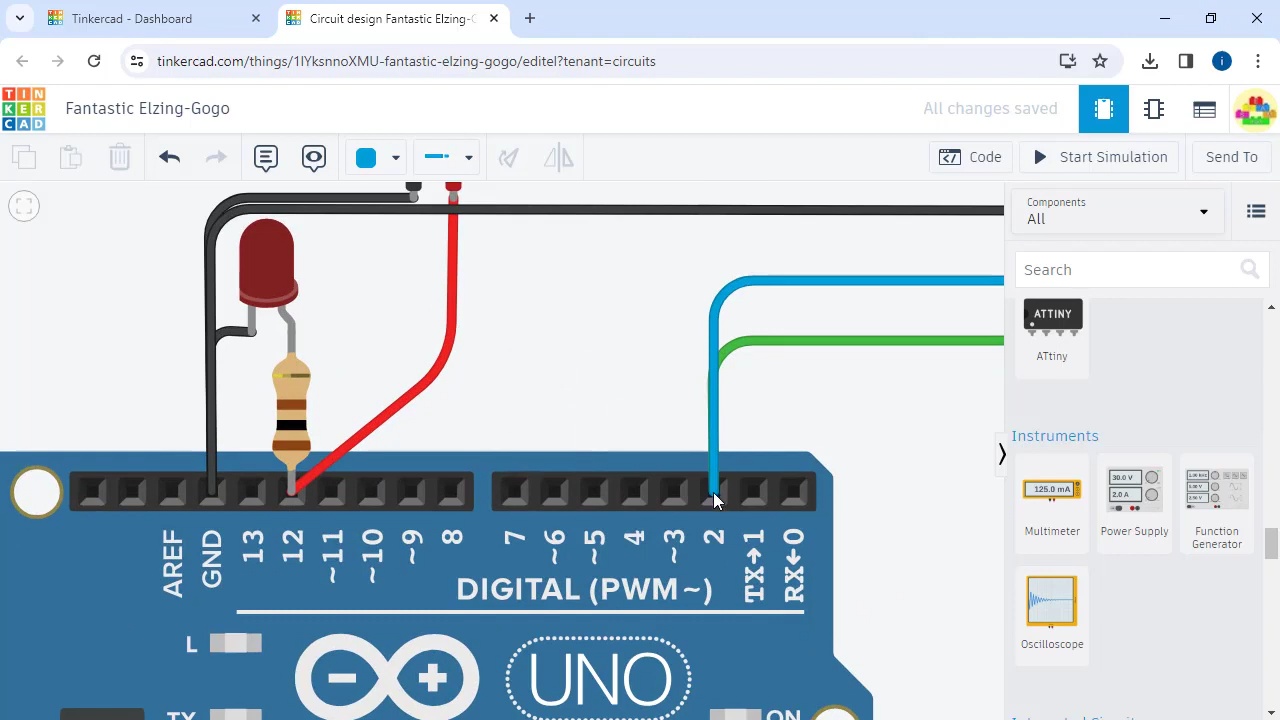 Tinkercad - Dashboard
Circuit design Fantastic Elzing-G
tinkercad.com/things/1lYksnnoXMU-fantastic-elzing-gogo/editel?tenant=circuits
i
TIN
KER
CAD
Fantastic Elzing-Gogo
All changes saved
Code
Start Simulation
Send To
Components
All
Search
ATTINY
ATtiny
Instruments
125.0 mA
30.0 V
2.0 A
Multimeter
Power Supply
Function
Generator
Oscilloscope
AREF
GND
13
12
~11
~10
~9
8
7
~6
~5
4
~3
2
TX→1
RX←0
DIGITAL (PWM~)
L
UNO
TX
ON